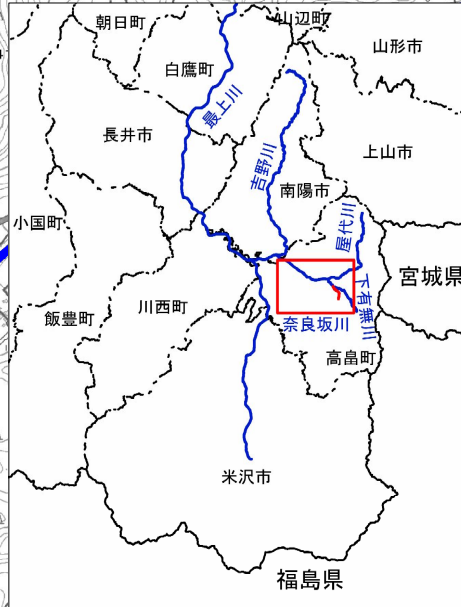 朝日町
山辺町
山形市
白鷹町
最上川
長井市
吉野川
上山市
南陽市
小国町
屋代川
宮城県
飯豊町
川西町
下有無川
奈良坂川
高畠町
米沢市
福島県